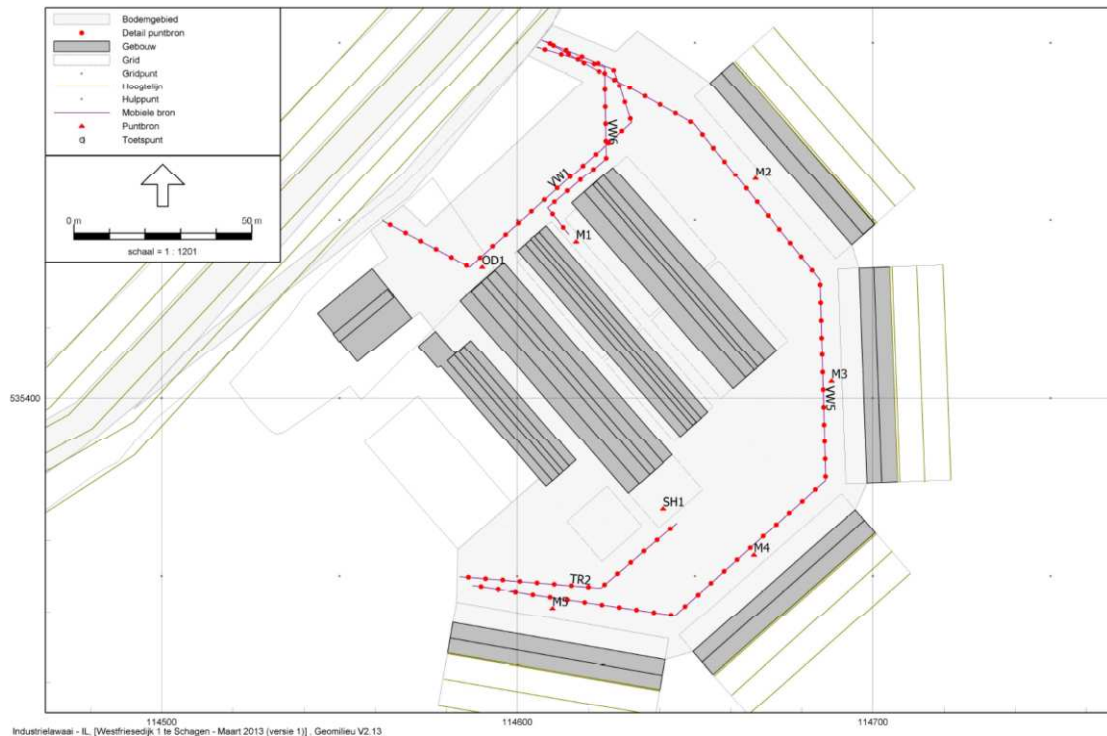 Bodemgebied
Detail puntbron
Gebouw
Grid
Gridpunt
Hoogtelijn
Hulppunt
Mobiele bron
Puntbron
Toetspunt
0 m
50 m
schaal = 1 : 1201
VW6
M2
VW1
M1
OD1
M3
535400
VW5
SH1
M4
TR2
M5
114500
114600
114700
Industrielawaai - IL, [Westfriesedijk 1 te Schagen - Maart 2013 (versie 1)] , Geomilieu V2.13